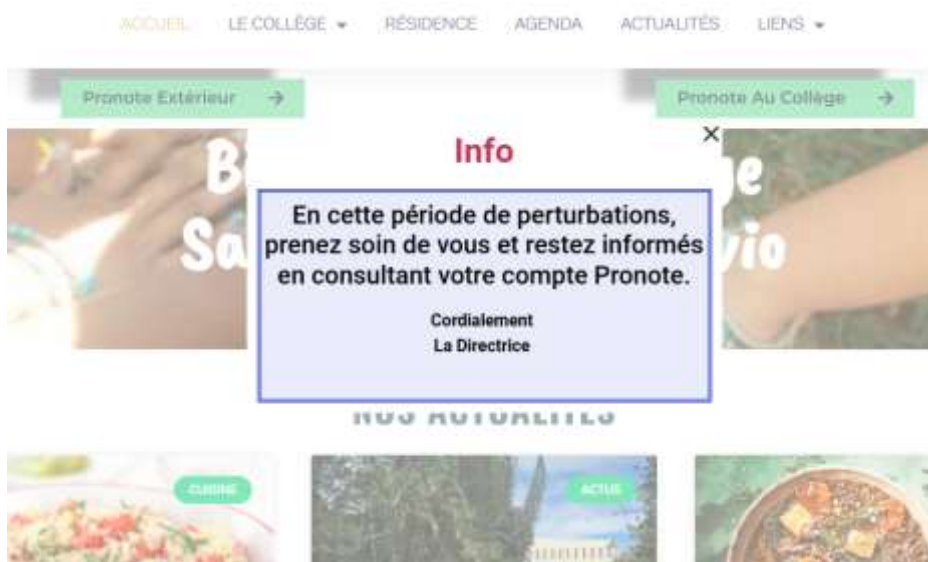 ACCUEIL LE COLLÈGE RÉSIDENCE AGENDA ACTUALITÉS LIENS
Pronote Extérieur → Pronote Au Collège →
Info
En cette période de perturbations,
prenez soin de vous et restez informés
en consultant votre compte Pronote.
Cordialement
La Directrice
NOS ACTUALITÉS
CUISINE ACTUS